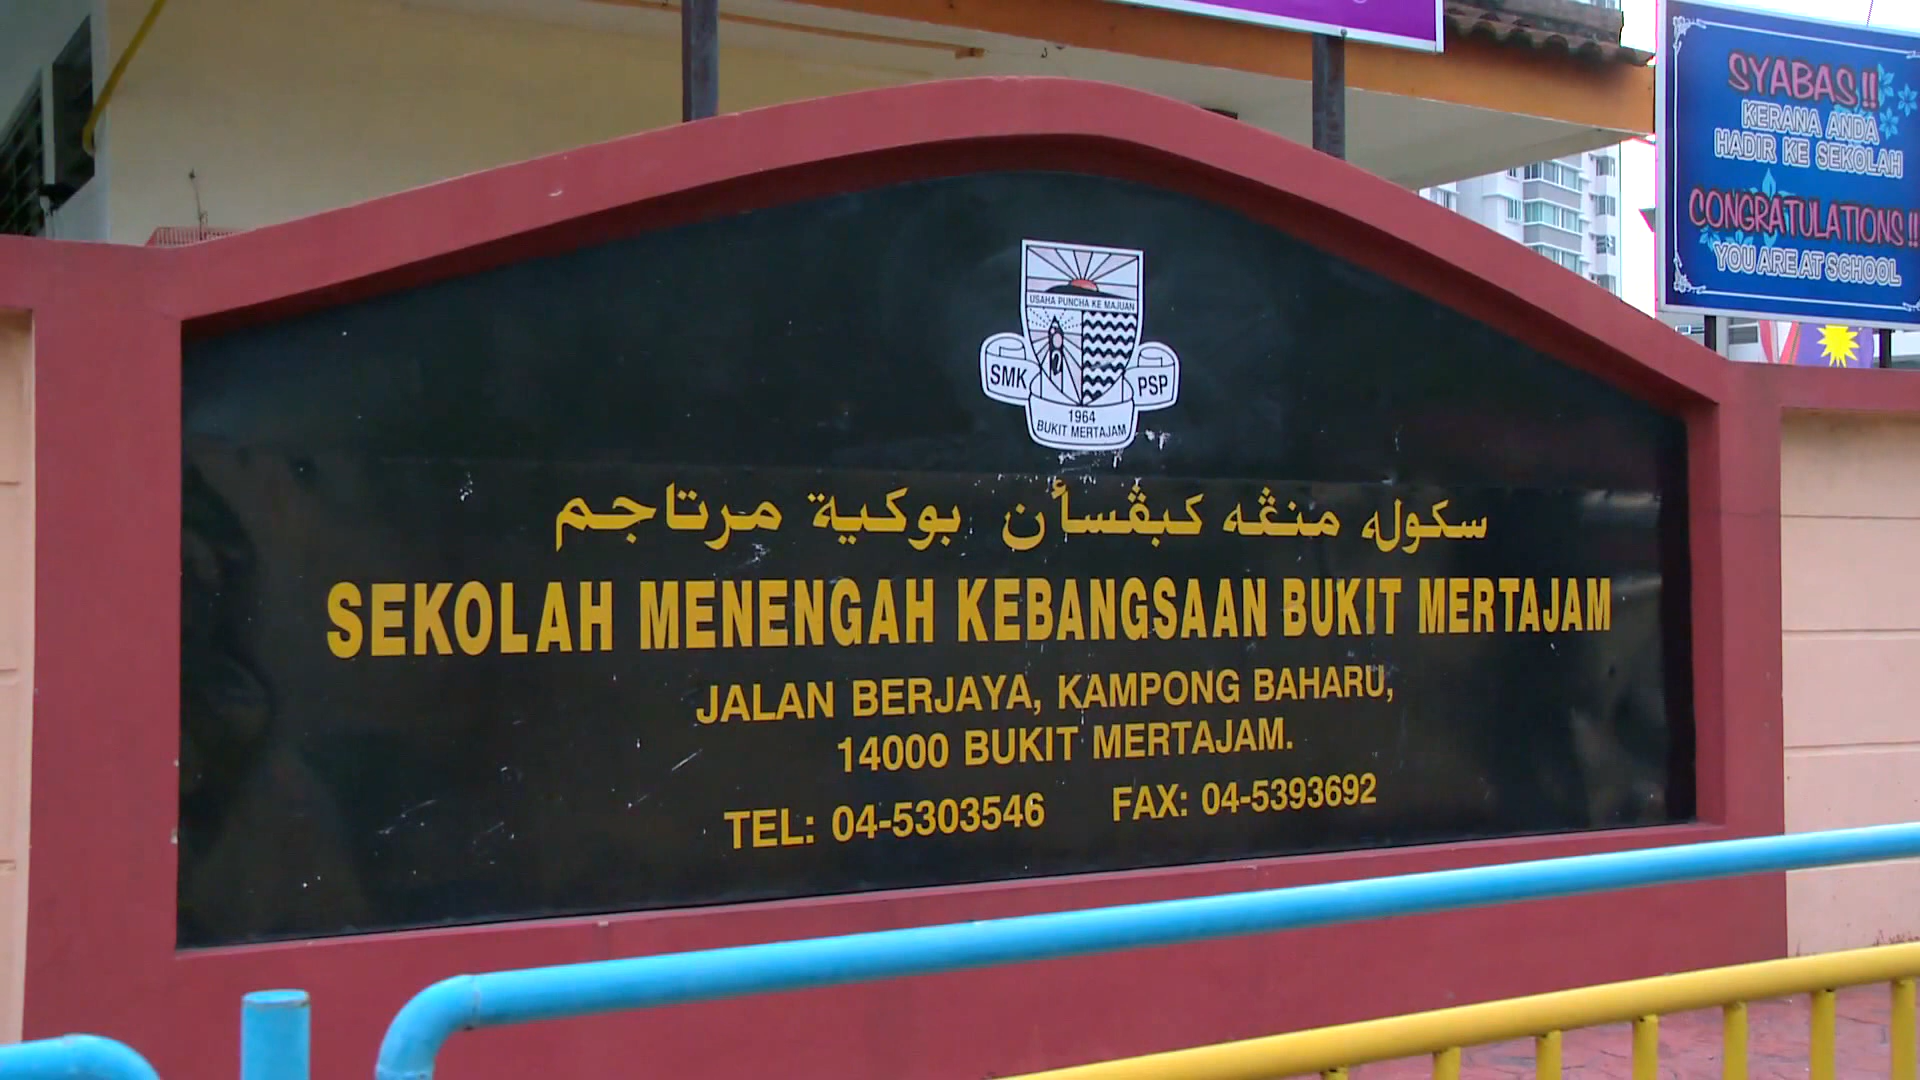 USAHA PUNCHA KE MAJUAN
SMK
PSP
1964
BUKIT MERTAJAM
سكوله منڠه كبڠسأن بوكية مرتاجم
SEKOLAH MENENGAH KEBANGSAAN BUKIT MERTAJAM
JALAN BERJAYA, KAMPONG BAHARU,
14000 BUKIT MERTAJAM.
TEL: 04-5303546 FAX: 04-5393692
SYABAS !!
KERANA ANDA
HADIR KE SEKOLAH
CONGRATULATIONS !!
YOU ARE AT SCHOOL